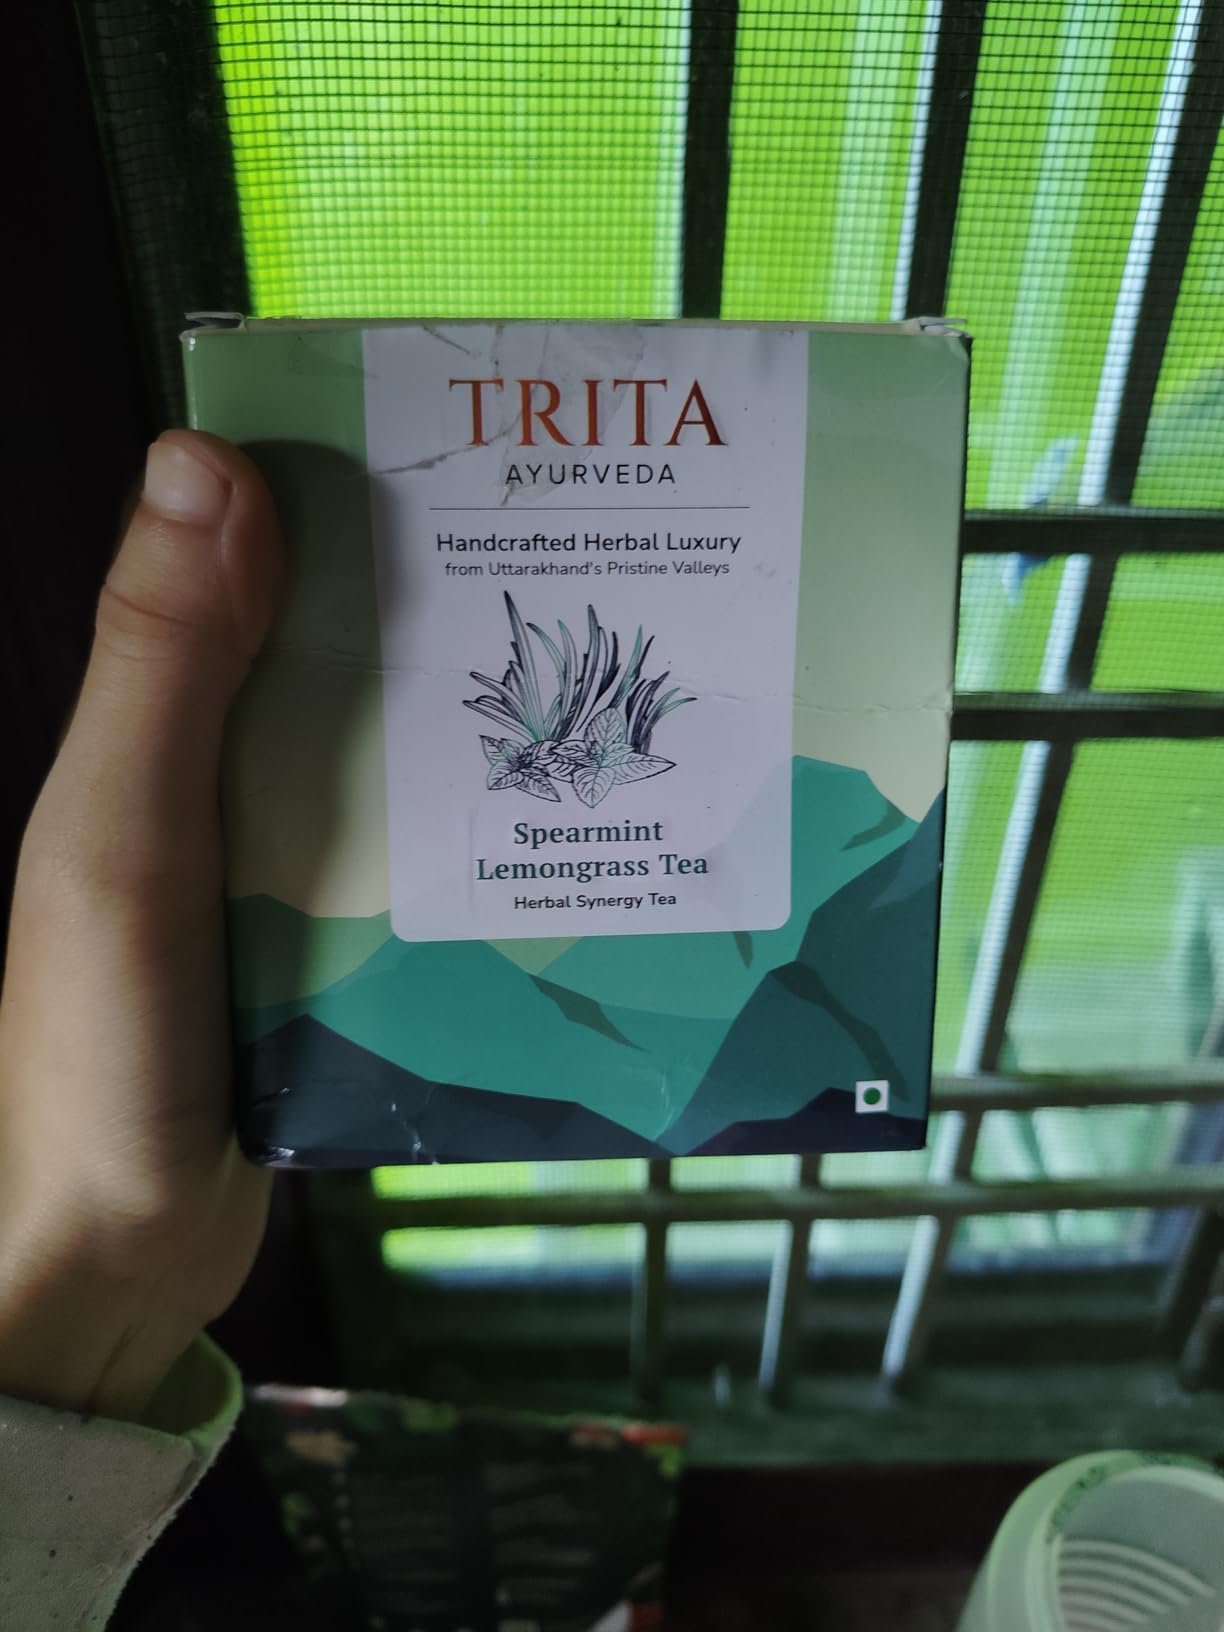 TRITA
AYURVEDA
Handcrafted Herbal Luxury
from Uttarakhand's Pristine Valleys
Spearmint
Lemongrass Tea
Herbal Synergy Tea